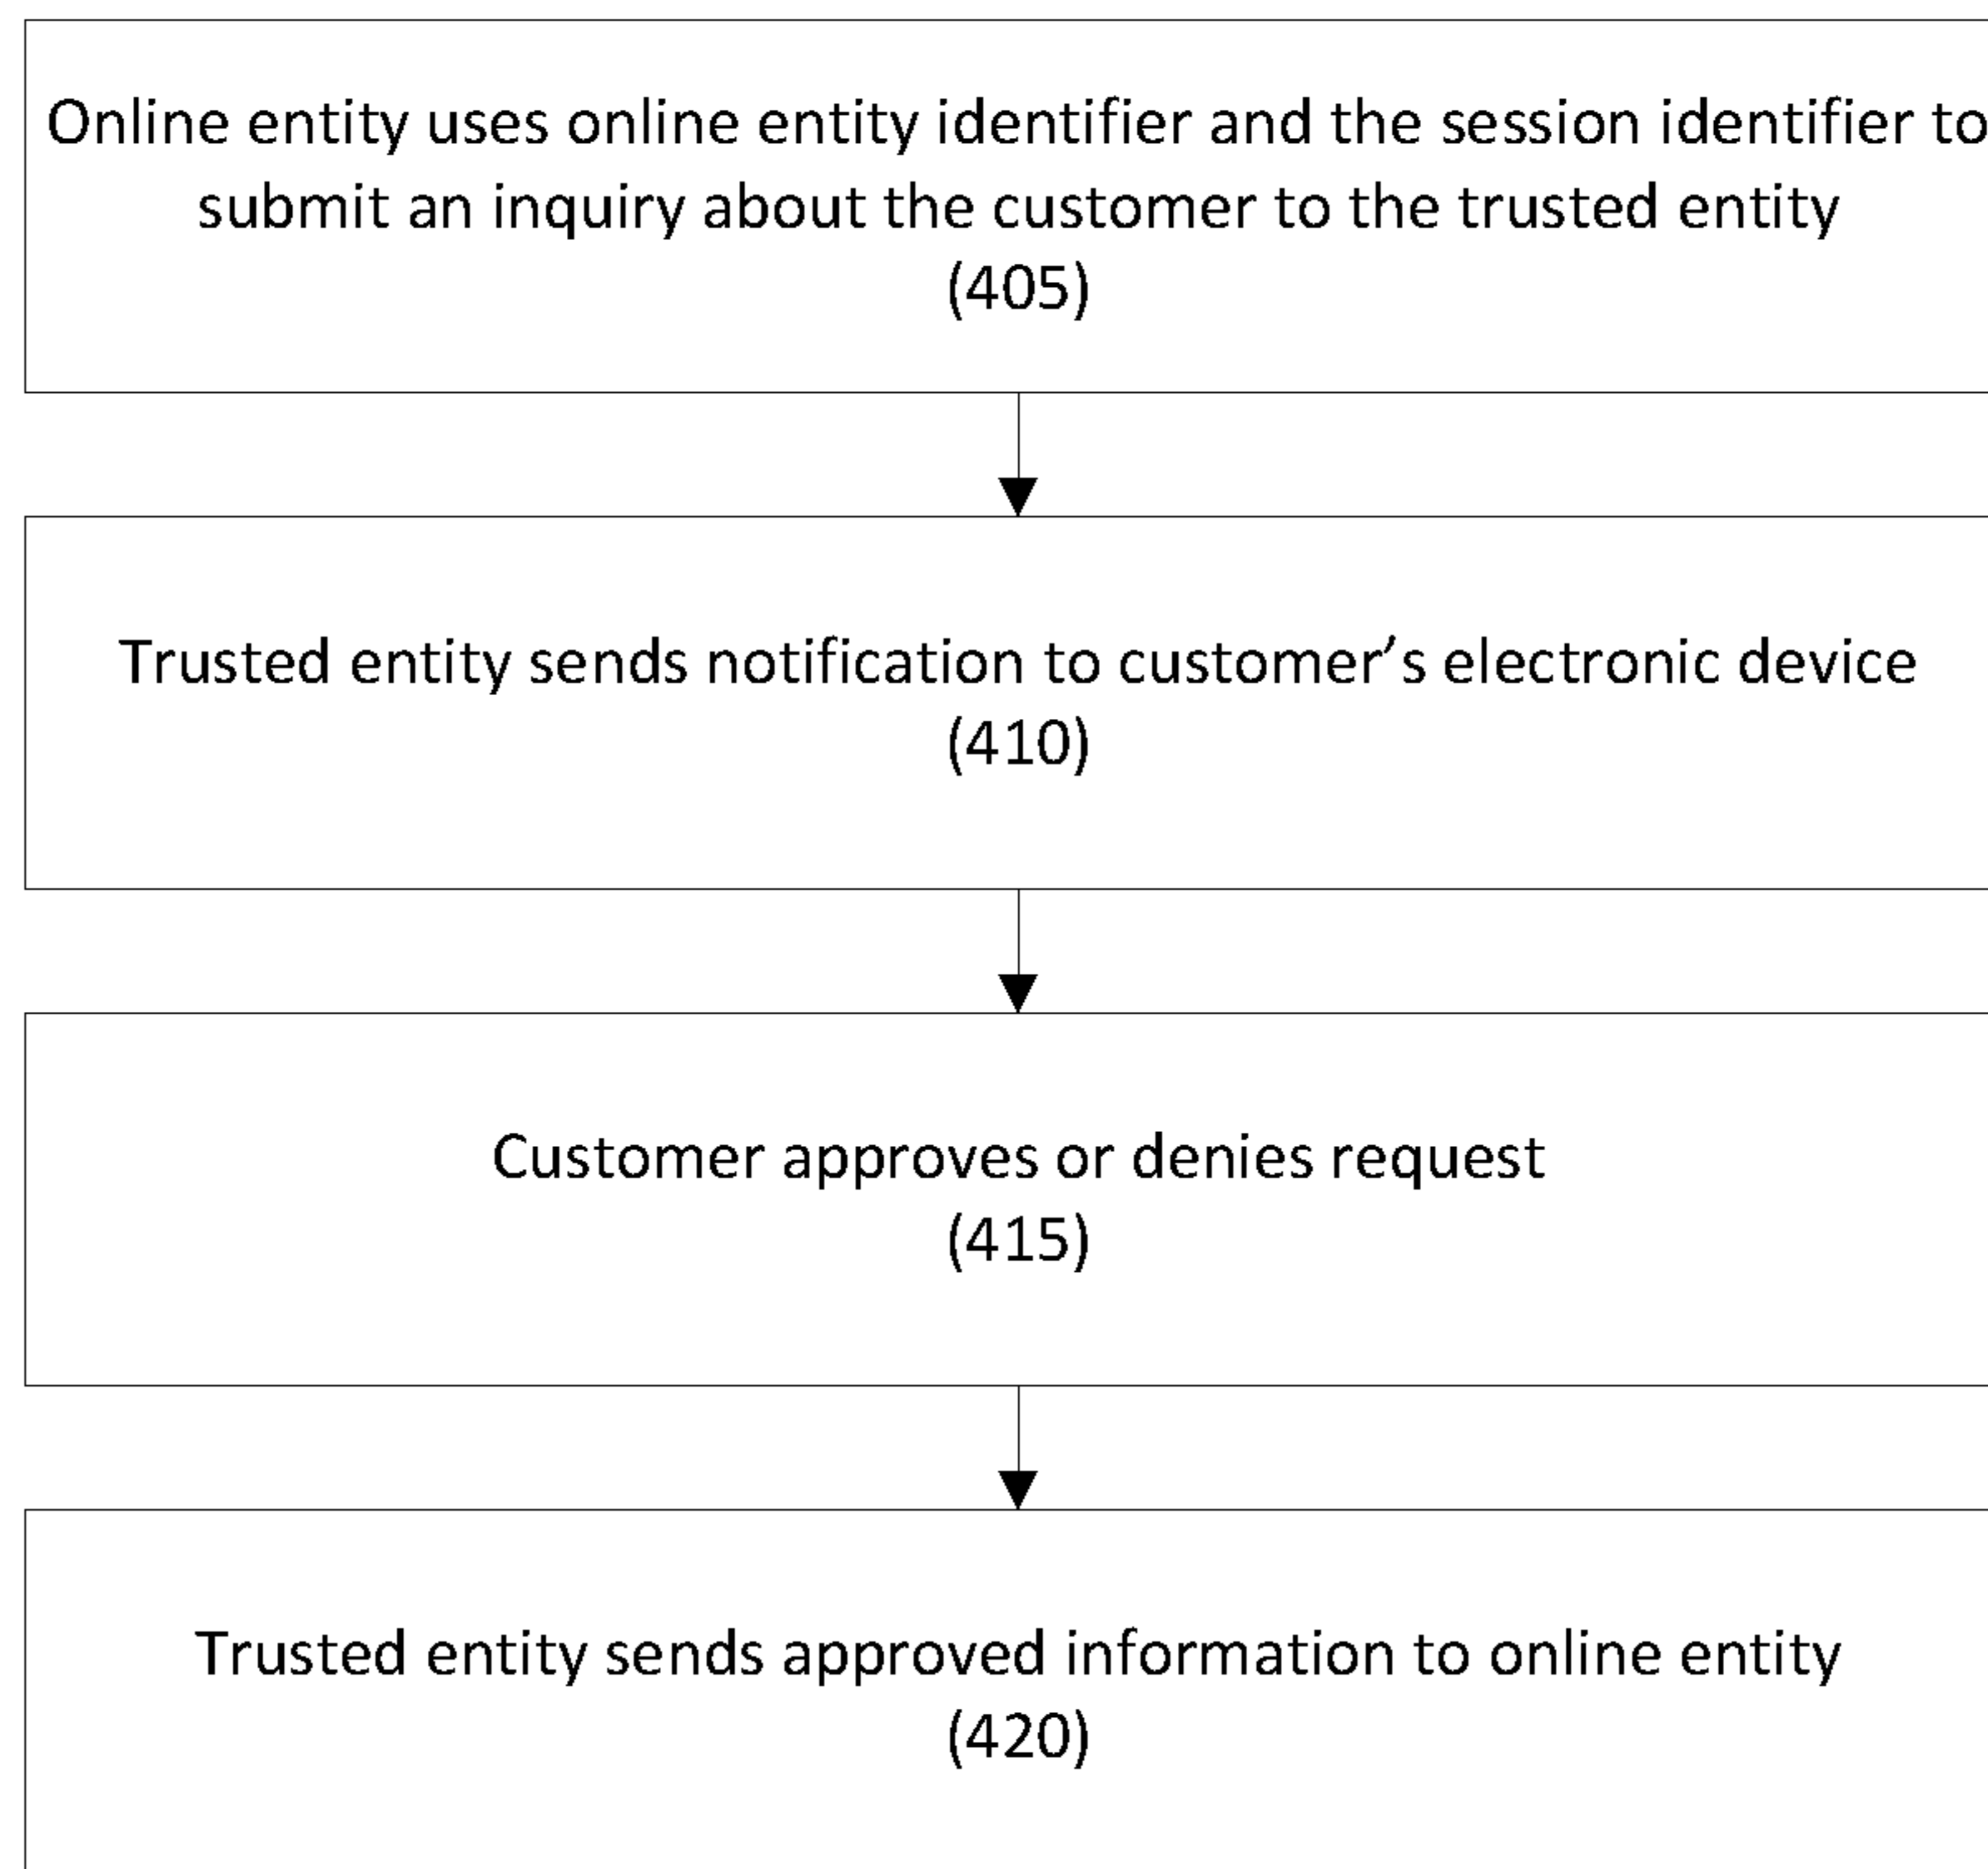 Online entity uses online entity identifier and the session identifier to
submit an inquiry about the customer to the trusted entity
(405)
Trusted entity sends notification to customer’s electronic device
(410)
Customer approves or denies request
(415)
Trusted entity sends approved information to online entity
(420)